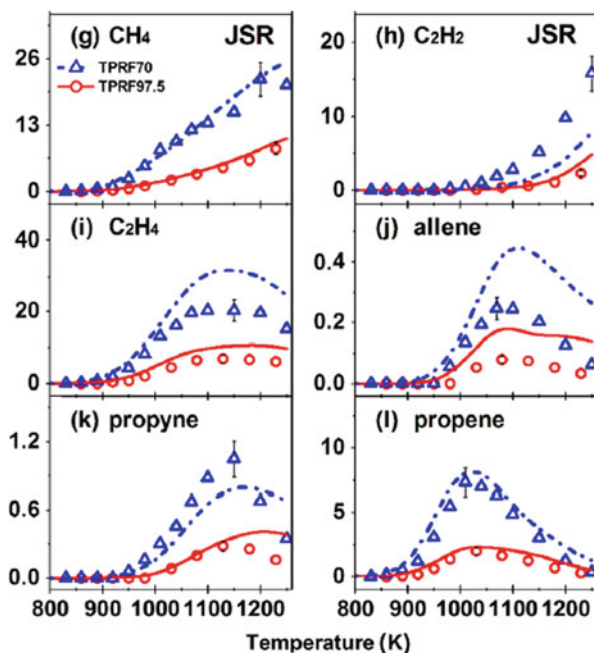 (g) CH₄ JSR
TPRF70
TPRF97.5
26
13
0
(h) C₂H₂ JSR
20
10
0
(i) C₂H₄
40
20
0
(j) allene
0.4
0.2
0.0
(k) propyne
1.2
0.6
0.0
800 900 1000 1100 1200
(l) propene
10
5
0
800 900 1000 1100 1200
Temperature (K)